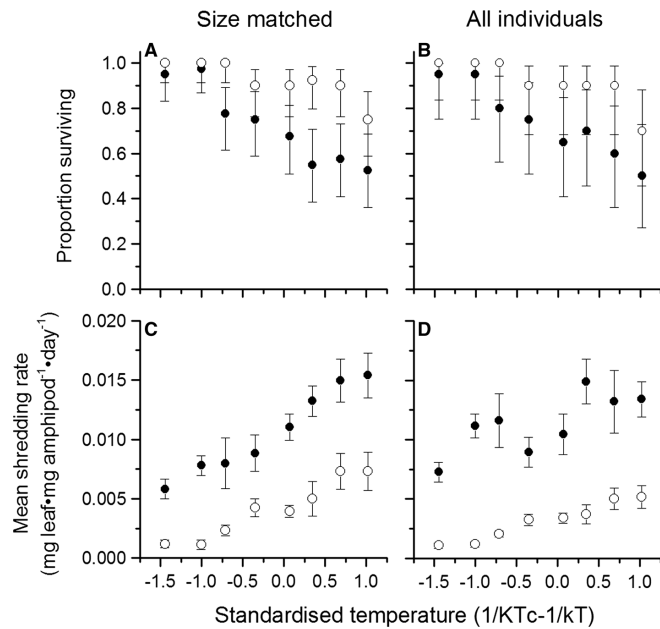 Size matched
All individuals
A
B
1.0
0.8
0.6
0.4
0.2
0.0
Proportion surviving
C
D
0.020
0.015
0.010
0.005
0.000
Mean shredding rate
(mg leaf•mg amphipod⁻¹•day⁻¹)
-1.5 -1.0 -0.5 0.0 0.5 1.0
-1.5 -1.0 -0.5 0.0 0.5 1.0
Standardised temperature (1/KTc-1/kT)